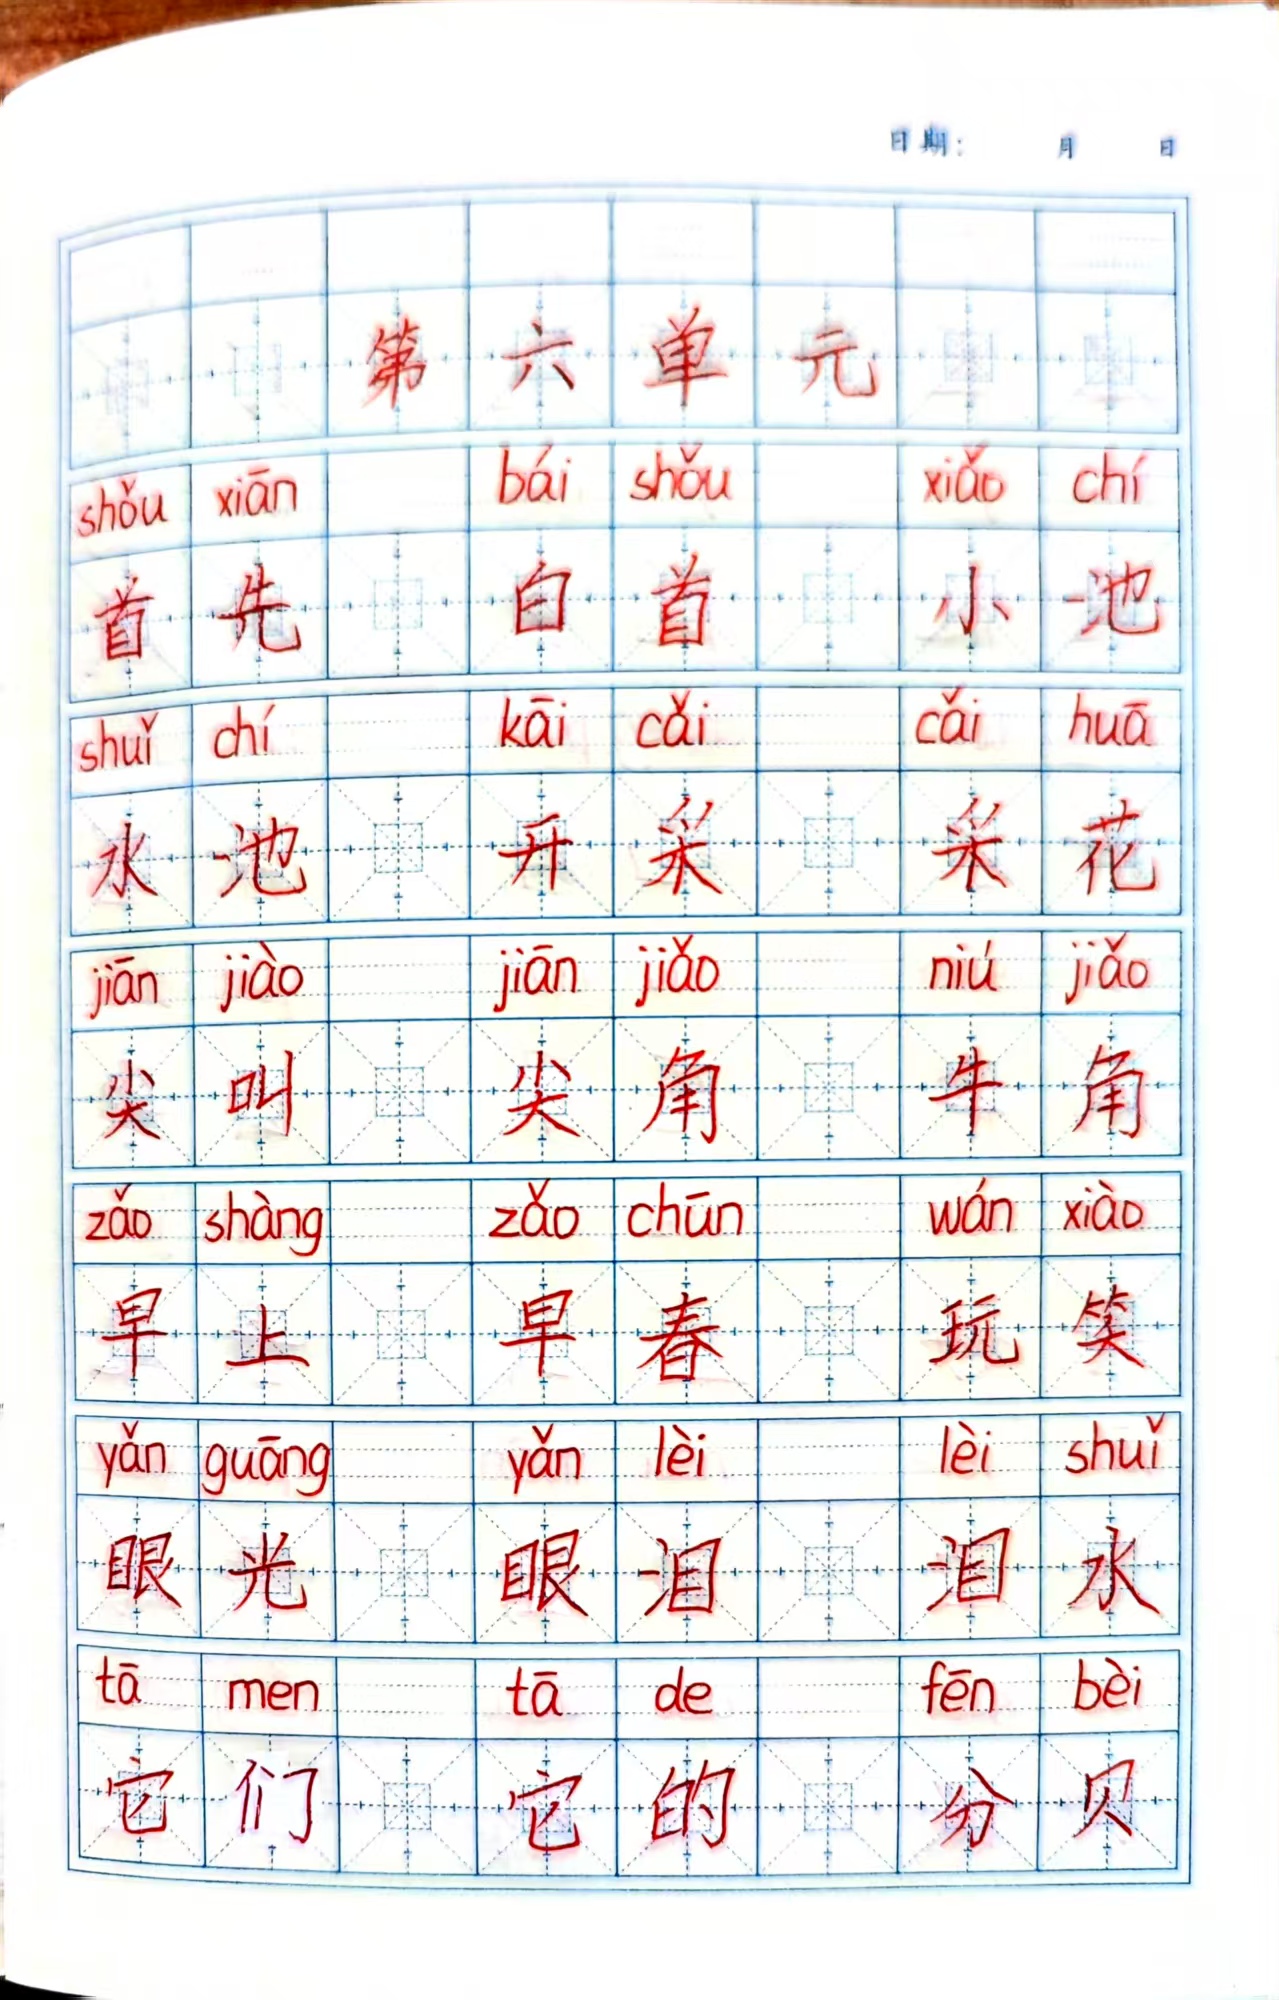 日期： 月 日
第六单元
shǒu xiān bái shǒu xiǎo chí
首先 白首 小池
shuǐ chí kāi cǎi cǎi huā
水池 开采 采花
jiān jiào jiān jiǎo niú jiǎo
尖叫 尖角 牛角
zǎo shàng zǎo chūn wán xiào
早上 早春 玩笑
yǎn guāng yǎn lèi lèi shuǐ
眼光 眼泪 泪水
tā men tā de fēn bèi
它们 它的 分贝